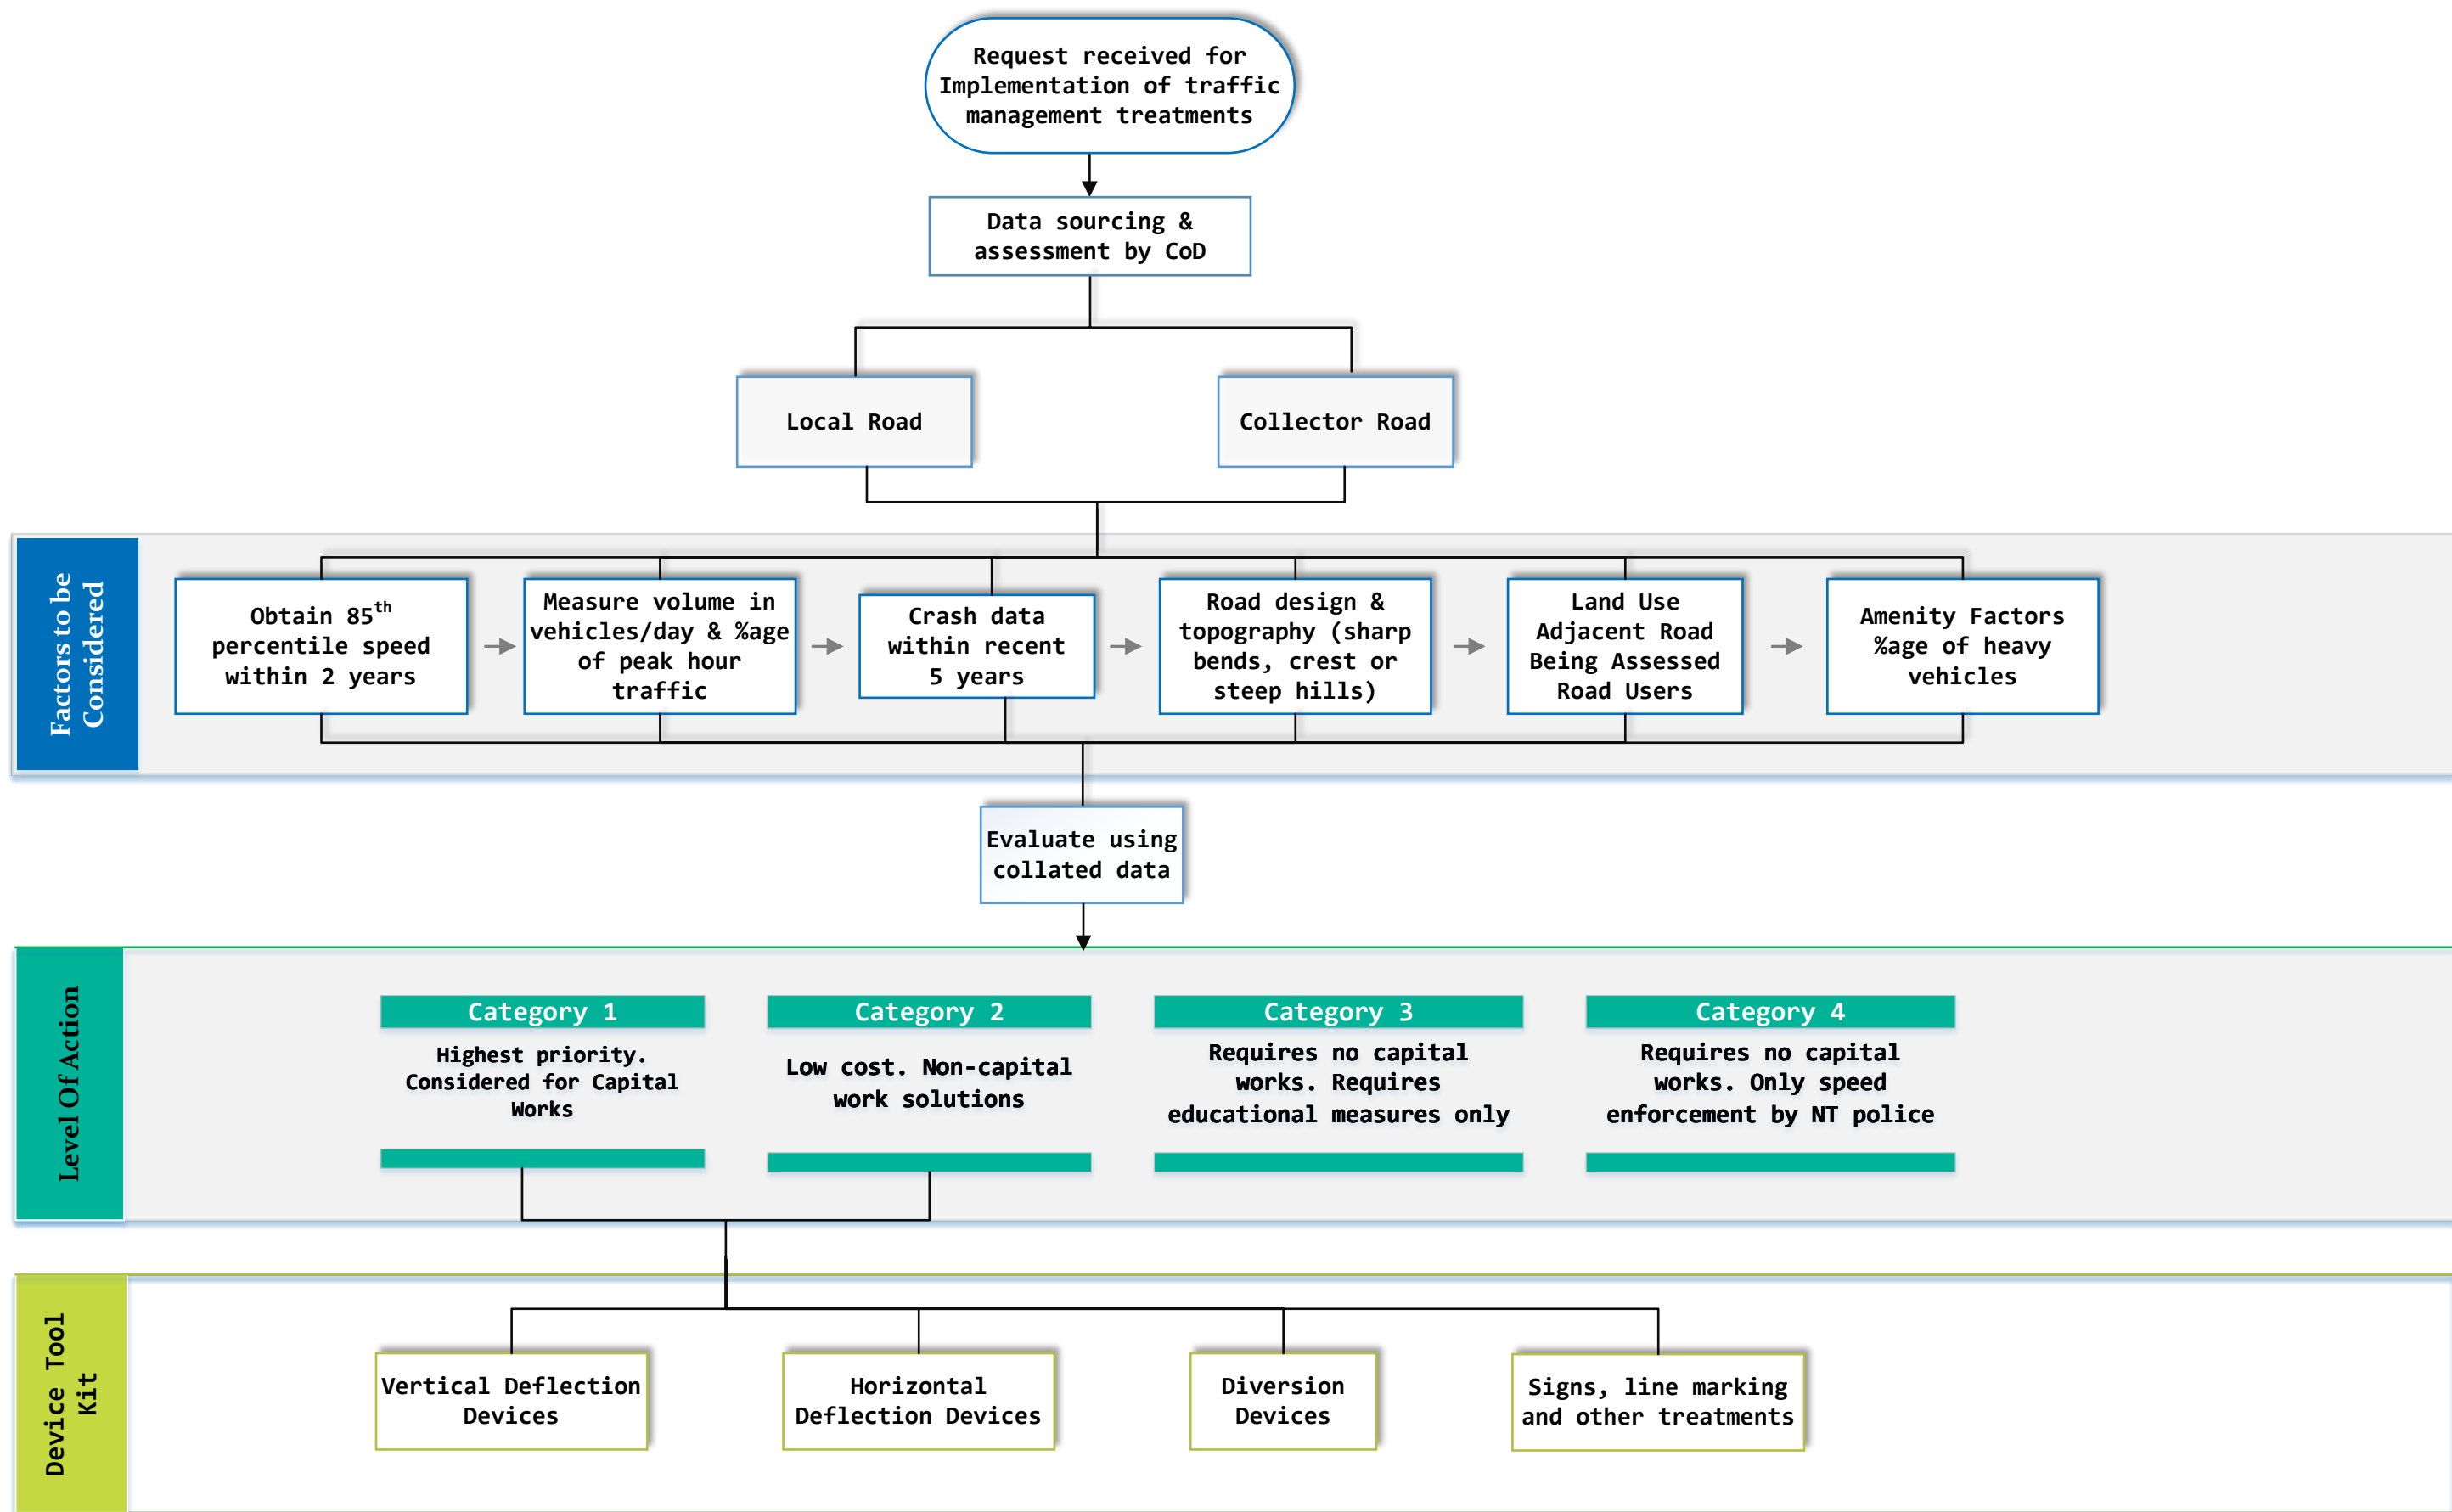 Request received for
Implementation of traffic
management treatments
Data sourcing &
assessment by CoD
Local Road
Collector Road
Factors to be
Considered
Obtain 85th
percentile speed
within 2 years
Measure volume in
vehicles/day & %age
of peak hour
traffic
Crash data
within recent
5 years
Road design &
topography (sharp
bends, crest or
steep hills)
Land Use
Adjacent Road
Being Assessed
Road Users
Amenity Factors
%age of heavy
vehicles
Evaluate using
collated data
Level Of Action
Category 1
Highest priority.
Considered for Capital
Works
Category 2
Low cost. Non-capital
work solutions
Category 3
Requires no capital
works. Requires
educational measures only
Category 4
Requires no capital
works. Only speed
enforcement by NT police
Device Tool
Kit
Vertical Deflection
Devices
Horizontal
Deflection Devices
Diversion
Devices
Signs, line marking
and other treatments